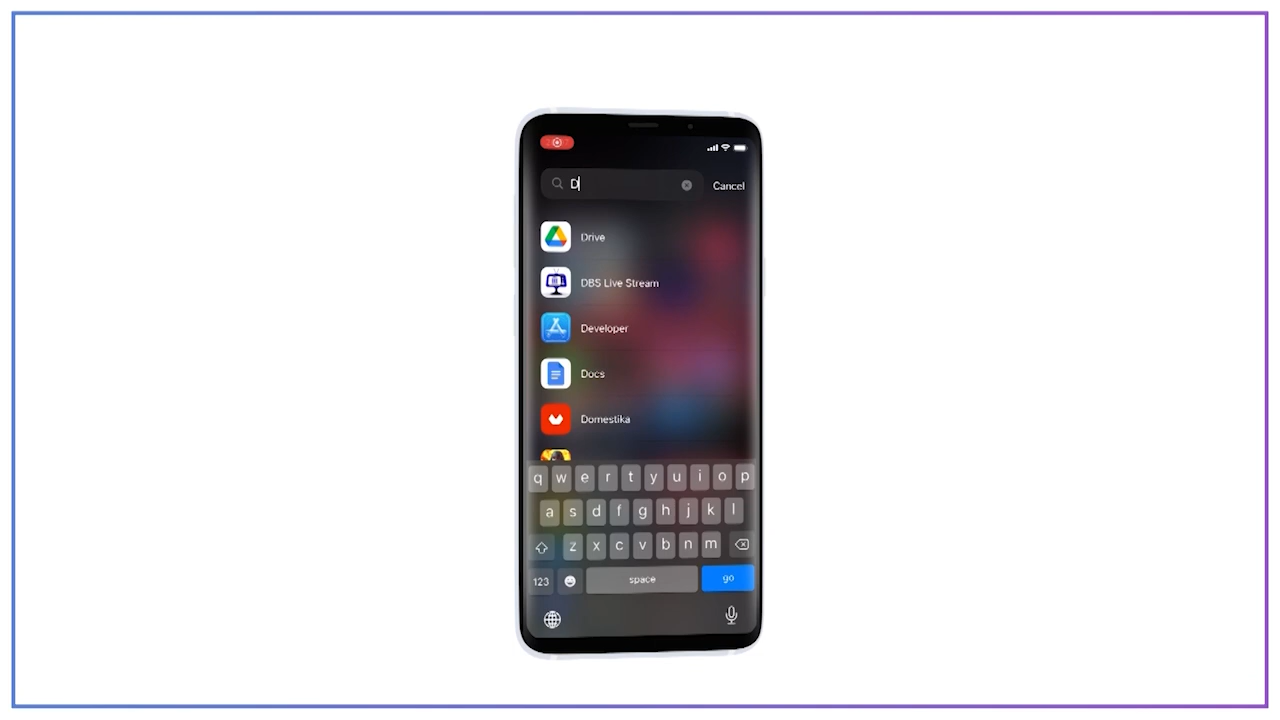 D
Cancel
Drive
DBS Live Stream
Developer
Docs
Domestika
q w e r t y u i o p
a s d f g h j k l
z x c v b n m
123 space go